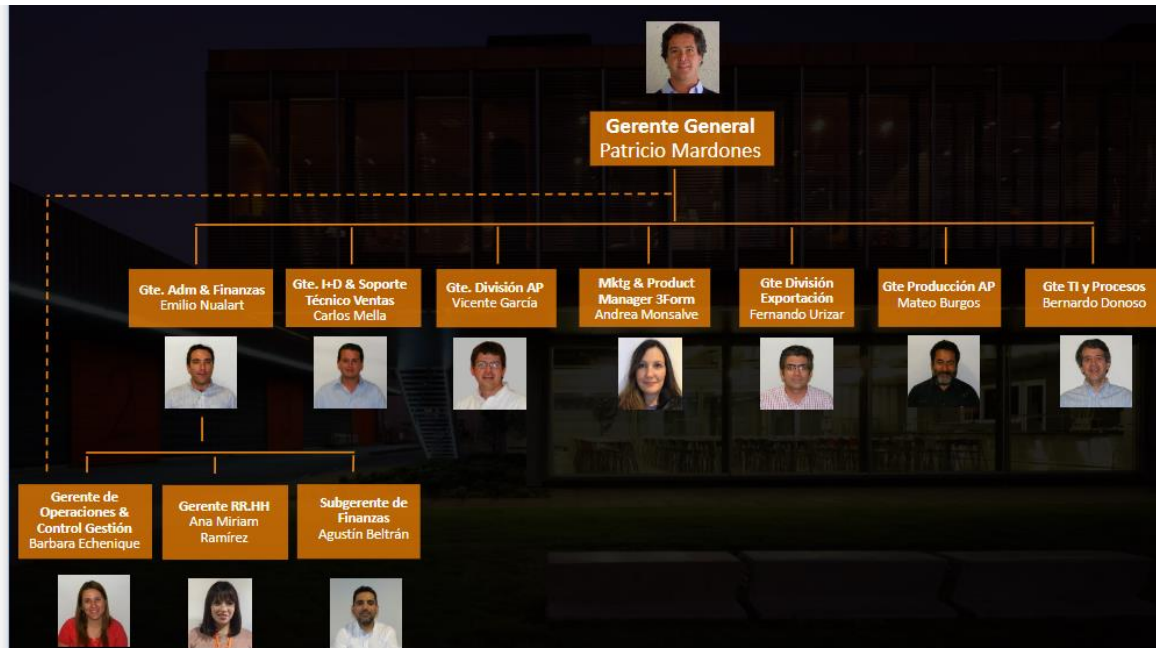 Gerente General
Patricio Mardones
Gte. Adm & Finanzas
Emilio Nualart
Gte. I+D & Soporte
Técnico Ventas
Carlos Mella
Gte. División AP
Vicente García
Mktg & Product
Manager 3Form
Andrea Monsalve
Gte División
Exportación
Fernando Urizar
Gte Producción AP
Mateo Burgos
Gte TI y Procesos
Bernardo Donoso
Gerente de
Operaciones &
Control Gestión
Barbara Echenique
Gerente RR.HH
Ana Miriam
Ramírez
Subgerente de
Finanzas
Agustín Beltrán